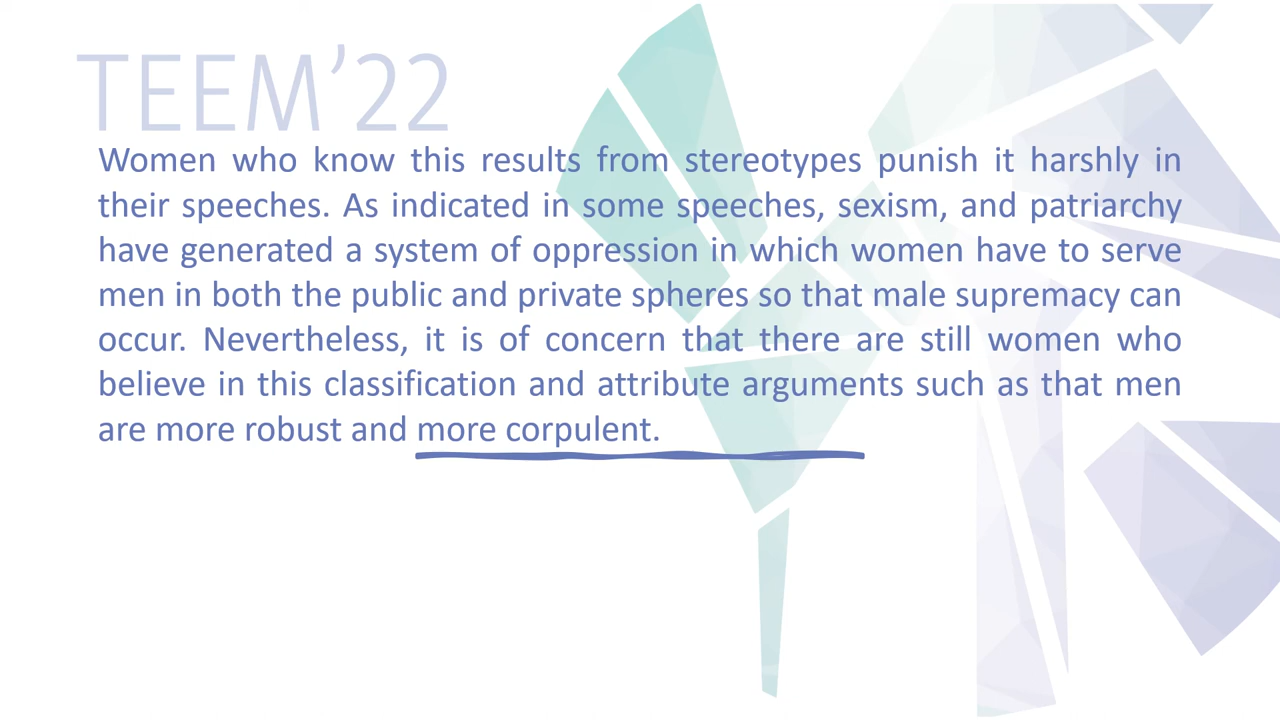 TEEM’22
Women who know this results from stereotypes punish it harshly in
their speeches. As indicated in some speeches, sexism, and patriarchy
have generated a system of oppression in which women have to serve
men in both the public and private spheres so that male supremacy can
occur. Nevertheless, it is of concern that there are still women who
believe in this classification and attribute arguments such as that men
are more robust and more corpulent.